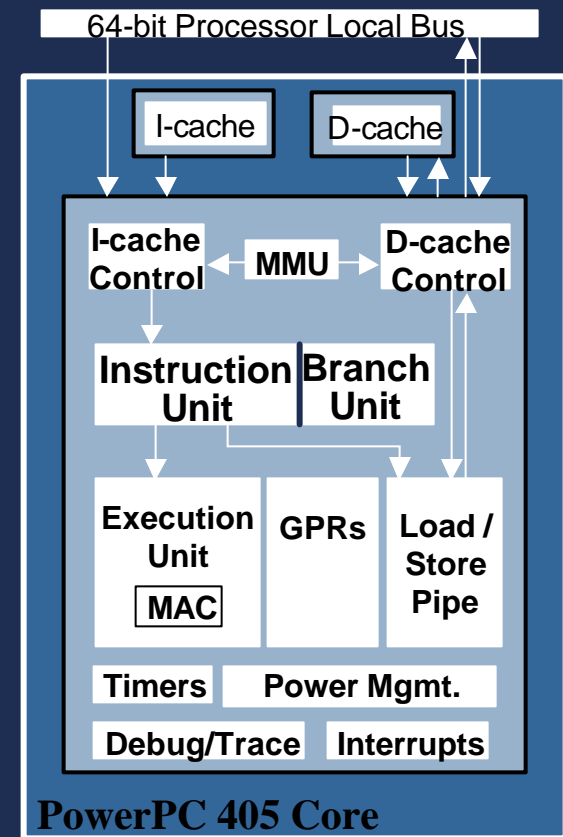 64-bit Processor Local Bus
I-cache
D-cache
I-cache
Control
MMU
D-cache
Control
Instruction
Unit
Branch
Unit
Execution
Unit
MAC
GPRs
Load /
Store
Pipe
Timers
Power Mgmt.
Debug/Trace
Interrupts
PowerPC 405 Core